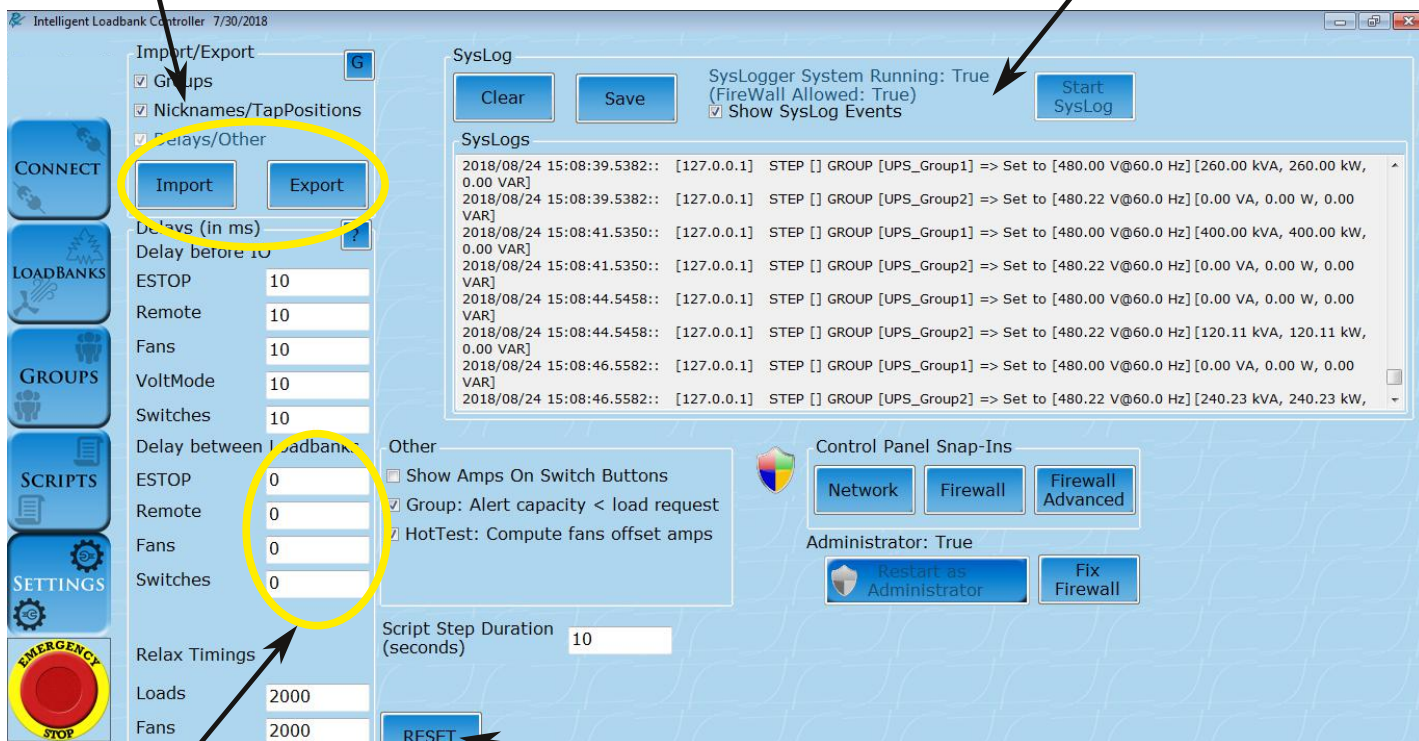 Intelligent Loadbank Controller 7/30/2018
Import/Export
G
Groups
Nicknames/TapPositions
Delays/Other
Import
Export
Delays (in ms)
?
Delay before IO
ESTOP 10
Remote 10
Fans 10
VoltMode 10
Switches 10
Delay between Loadbanks
ESTOP 0
Remote 0
Fans 0
Switches 0
Relax Timings
Loads 2000
Fans 2000
CONNECT
LOADBANKS
GROUPS
SCRIPTS
SETTINGS
EMERGENCY
STOP
SysLog
Clear
Save
SysLogger System Running: True
(FireWall Allowed: True)
Show SysLog Events
Start
SysLog
SysLogs
2018/08/24 15:08:39.5382:: [127.0.0.1] STEP [] GROUP [UPS_Group1] => Set to [480.00 V@60.0 Hz] [260.00 kVA, 260.00 kW,
0.00 VAR]
2018/08/24 15:08:39.5382:: [127.0.0.1] STEP [] GROUP [UPS_Group2] => Set to [480.22 V@60.0 Hz] [0.00 VA, 0.00 W, 0.00
VAR]
2018/08/24 15:08:41.5350:: [127.0.0.1] STEP [] GROUP [UPS_Group1] => Set to [480.00 V@60.0 Hz] [400.00 kVA, 400.00 kW,
0.00 VAR]
2018/08/24 15:08:41.5350:: [127.0.0.1] STEP [] GROUP [UPS_Group2] => Set to [480.22 V@60.0 Hz] [0.00 VA, 0.00 W, 0.00
VAR]
2018/08/24 15:08:44.5458:: [127.0.0.1] STEP [] GROUP [UPS_Group1] => Set to [480.00 V@60.0 Hz] [0.00 VA, 0.00 W, 0.00
VAR]
2018/08/24 15:08:44.5458:: [127.0.0.1] STEP [] GROUP [UPS_Group2] => Set to [480.22 V@60.0 Hz] [120.11 kVA, 120.11 kW,
0.00 VAR]
2018/08/24 15:08:46.5582:: [127.0.0.1] STEP [] GROUP [UPS_Group1] => Set to [480.00 V@60.0 Hz] [0.00 VA, 0.00 W, 0.00
VAR]
2018/08/24 15:08:46.5582:: [127.0.0.1] STEP [] GROUP [UPS_Group2] => Set to [480.22 V@60.0 Hz] [240.23 kVA, 240.23 kW,
Other
Show Amps On Switch Buttons
Group: Alert capacity < load request
HotTest: Compute fans offset amps
Script Step Duration
(seconds)
10
RESET
Control Panel Snap-Ins
Network
Firewall
Firewall
Advanced
Administrator: True
Restart as
Administrator
Fix
Firewall